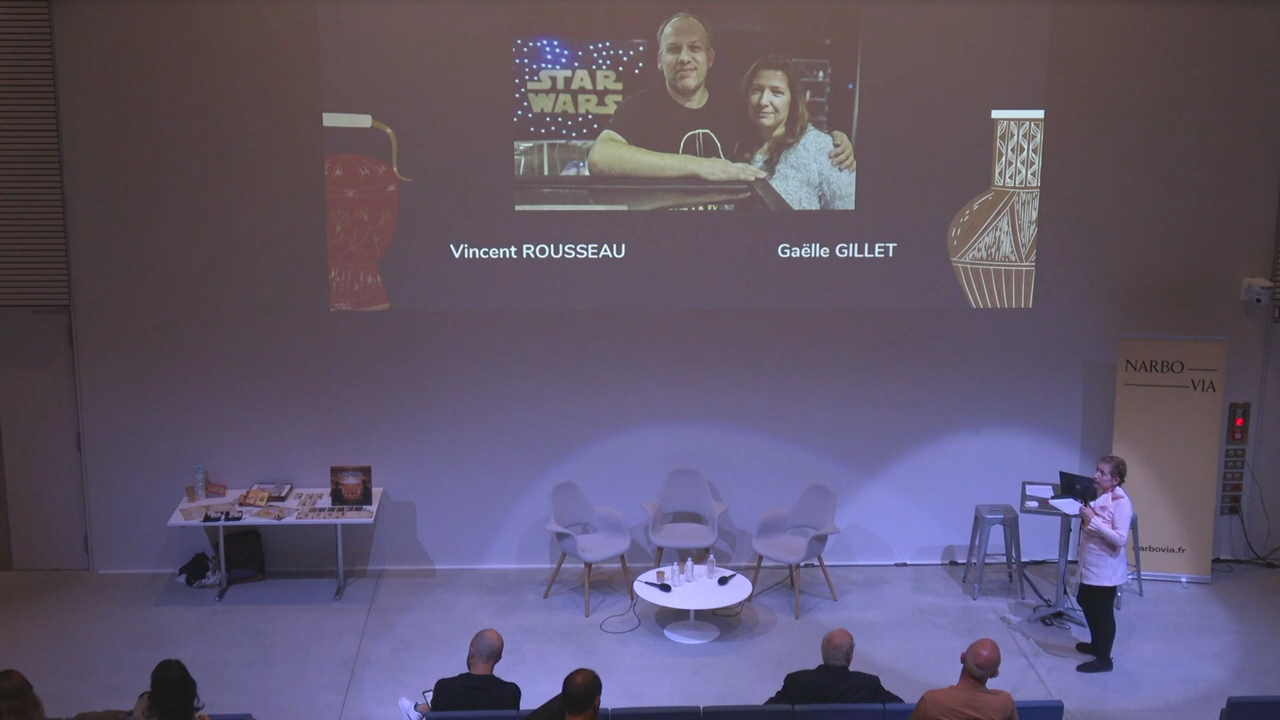 STAR
WARS
Vincent ROUSSEAU
Gaëlle GILLET
NARBO
VIA
narbovia.fr